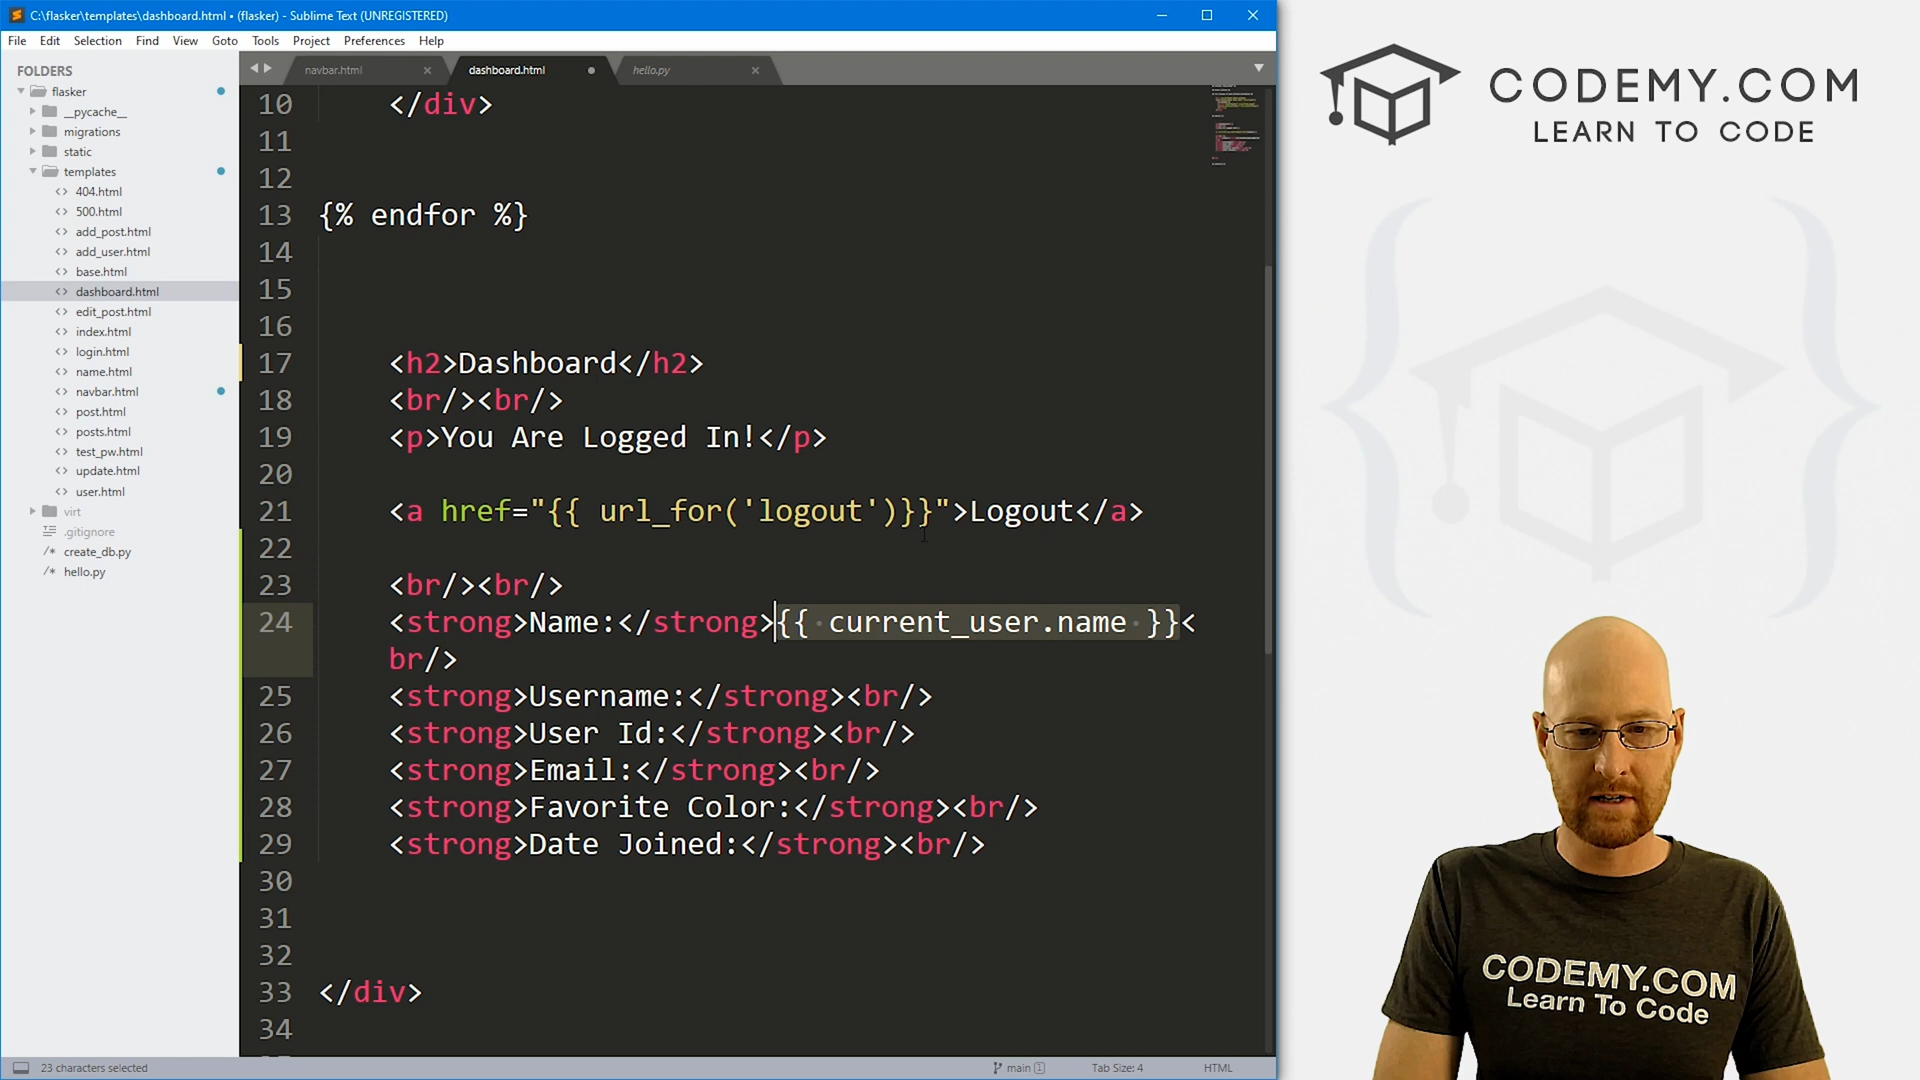 C:\flasker\templates\dashboard.html • (flasker) - Sublime Text (UNREGISTERED)
File Edit Selection Find View Goto Tools Project Preferences Help
FOLDERS
flasker
__pycache__
migrations
static
templates
404.html
500.html
add_post.html
add_user.html
base.html
dashboard.html
edit_post.html
index.html
login.html
name.html
navbar.html
post.html
posts.html
test_pw.html
update.html
user.html
virt
.gitignore
create_db.py
hello.py
navbar.html dashboard.html hello.py
10 </div>
11
12
13 {% endfor %}
14
15
16
17 <h2>Dashboard</h2>
18 <br/><br/>
19 <p>You Are Logged In!</p>
20
21 <a href="{{ url_for('logout')}}">Logout</a>
22
23 <br/><br/>
24 <strong>Name:</strong>{{ current_user.name }}<
br/>
25 <strong>Username:</strong><br/>
26 <strong>User Id:</strong><br/>
27 <strong>Email:</strong><br/>
28 <strong>Favorite Color:</strong><br/>
29 <strong>Date Joined:</strong><br/>
30
31
32
33 </div>
34
23 characters selected
main 1
Tab Size: 4
HTML
CODEMY.COM
LEARN TO CODE
CODEMY.COM
Learn To Code